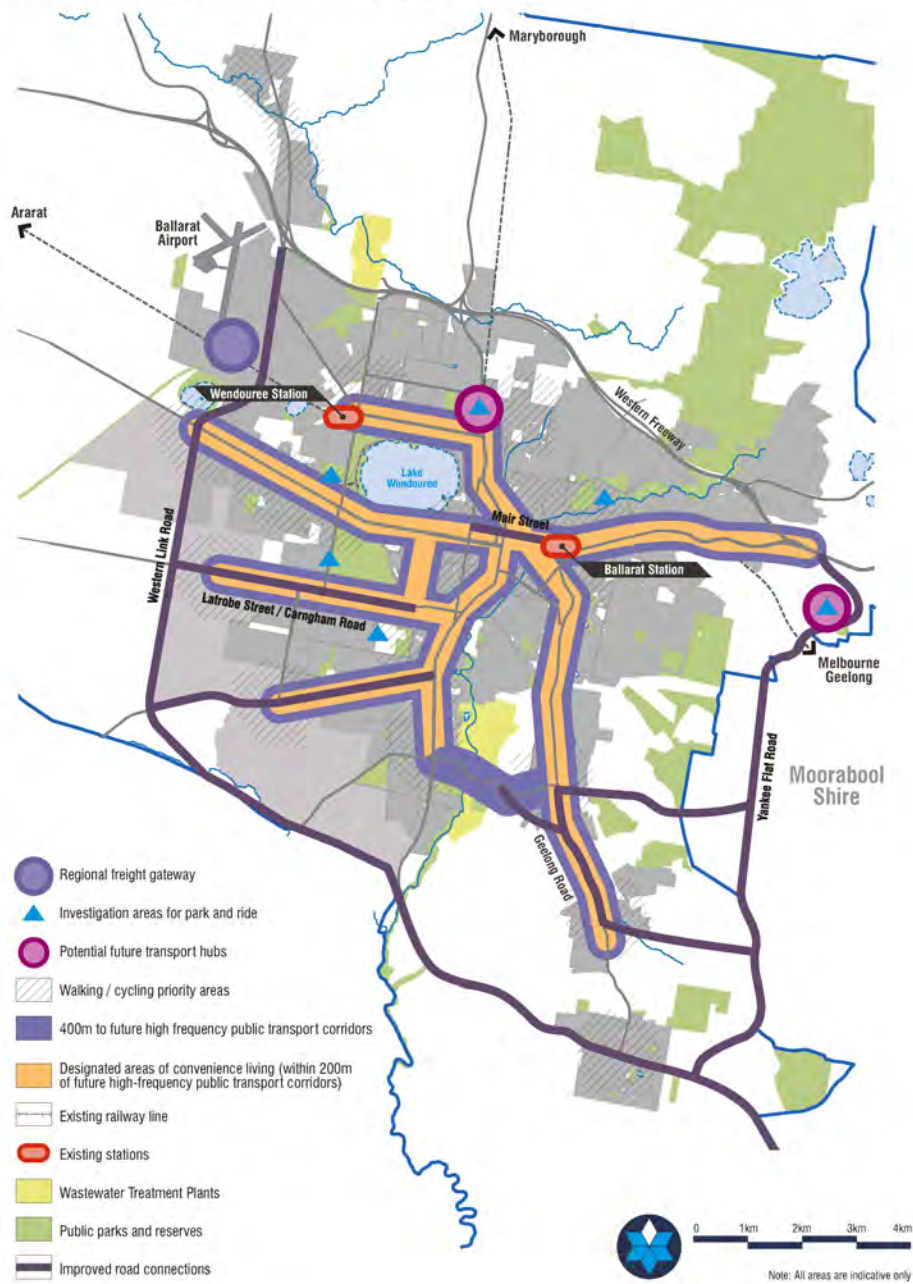 Maryborough
Ararat
Ballarat
Airport
Wendouree Station
Western Freeway
Lake
Wendouree
Mair Street
Ballarat Station
Western Link Road
Latrobe Street / Carngham Road
Melbourne
Geelong
Yankee Flat Road
Moorabool
Shire
Geelong Road
Regional freight gateway
Investigation areas for park and ride
Potential future transport hubs
Walking / cycling priority areas
400m to future high frequency public transport corridors
Designated areas of convenience living (within 200m
of future high-frequency public transport corridors)
Existing railway line
Existing stations
Wastewater Treatment Plants
Public parks and reserves
Improved road connections
0 1km 2km 3km 4km
Note: All areas are indicative only